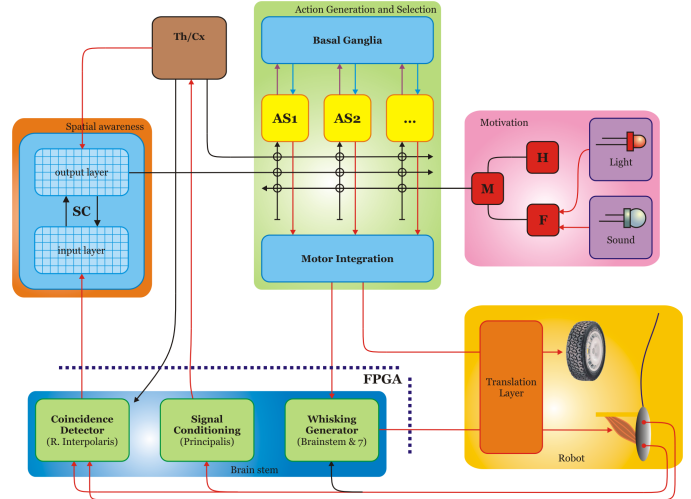 Action Generation and Selection
Th/Cx
Basal Ganglia
AS1
AS2
...
Spatial awareness
output layer
SC
input layer
Motivation
H
M
F
Light
Sound
Motor Integration
FPGA
Coincidence
Detector
(R. Interpolaris)
Signal
Conditioning
(Principalis)
Whisking
Generator
(Brainstem & 7)
Brain stem
Translation
Layer
Robot